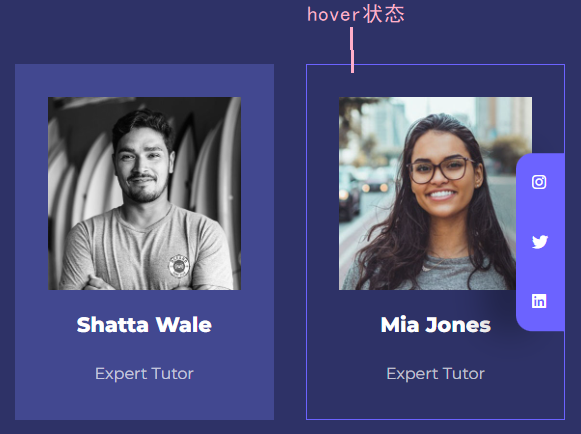 hover状态
Shatta Wale
Mia Jones
Expert Tutor
Expert Tutor